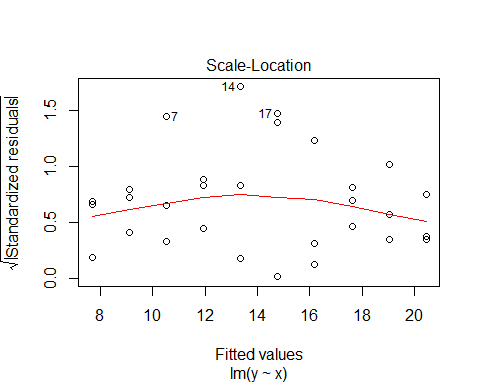 Scale-Location
√|Standardized residuals|
0.0 0.5 1.0 1.5
14
7
17
8 10 12 14 16 18 20
Fitted values
lm(y ~ x)